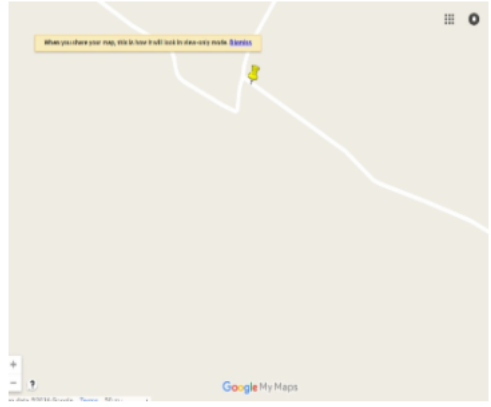 When you share your map, this is how it will look in view-only mode. Dismiss
+
−
?
Google My Maps
Terms